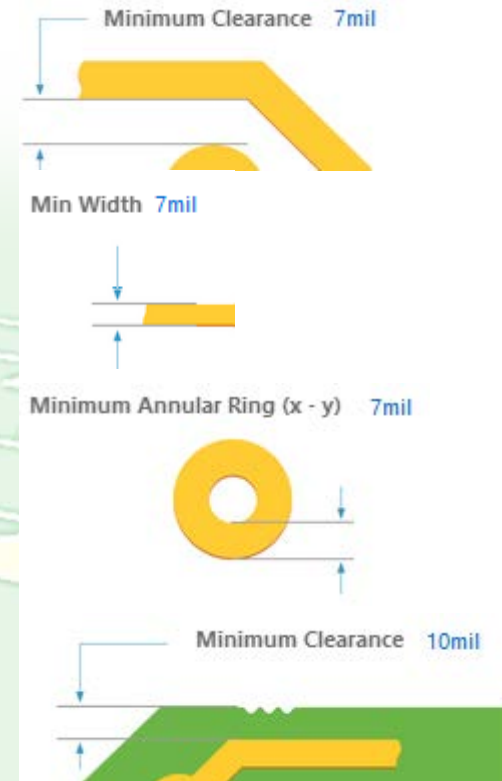 Minimum Clearance 7mil
Min Width 7mil
Minimum Annular Ring (x - y) 7mil
Minimum Clearance 10mil